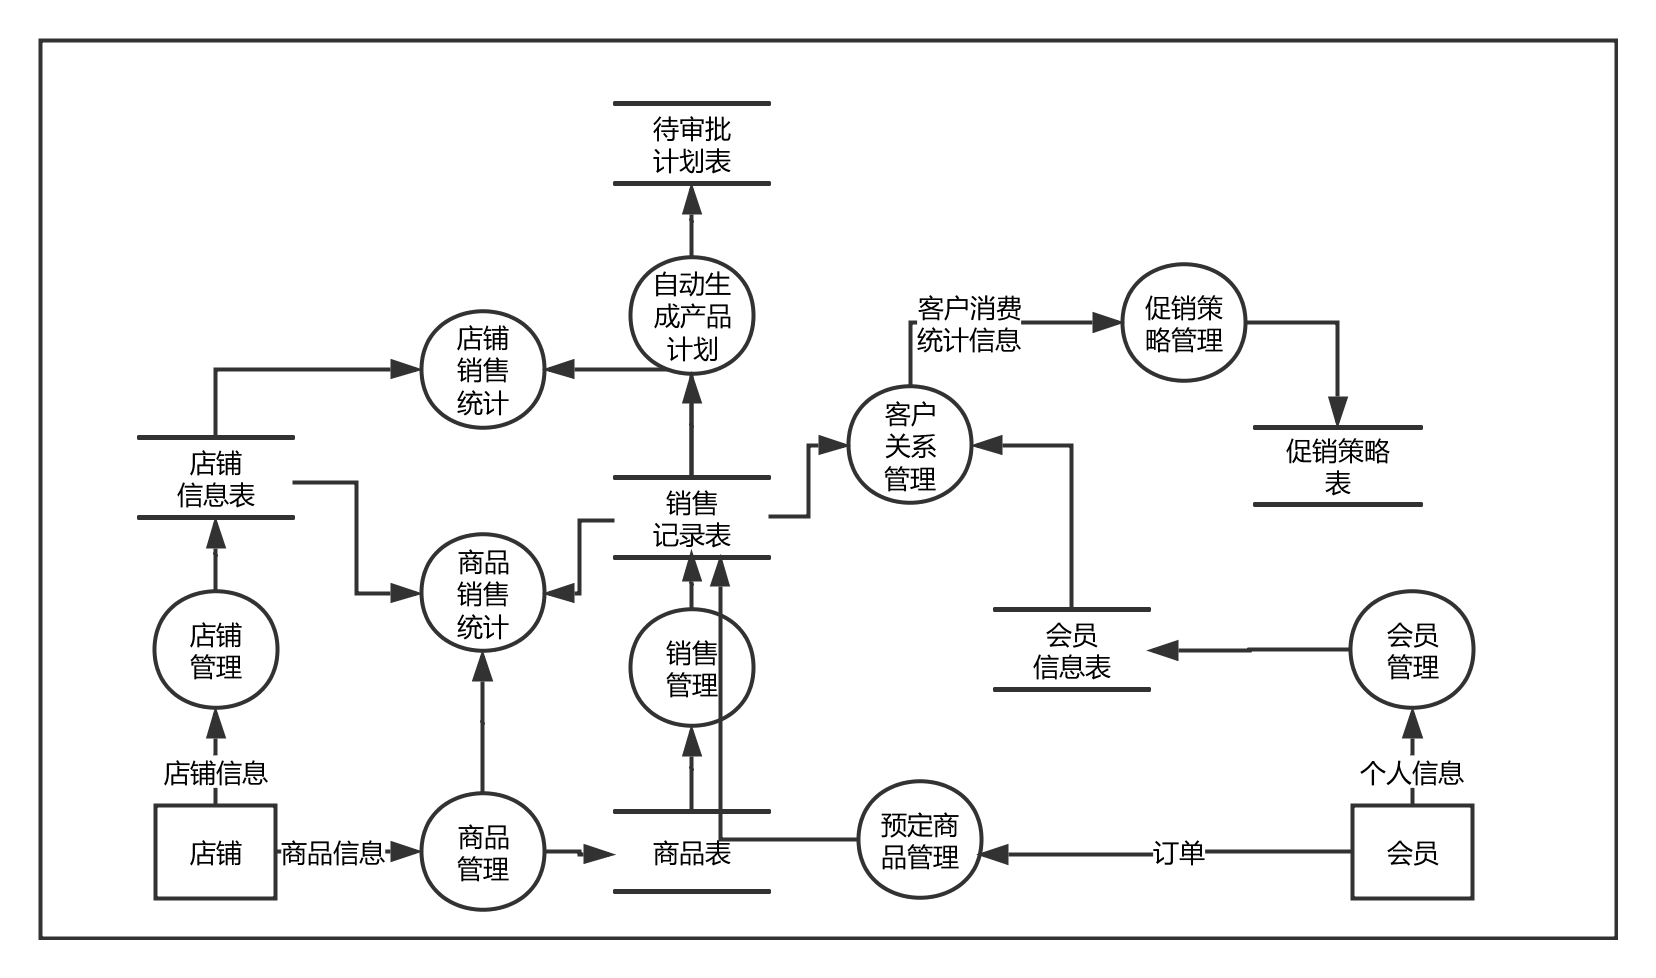 待审批
计划表
自动生
成产品
计划
客户消费
统计信息
促销策
略管理
店铺
销售
统计
客户
关系
管理
促销策略
表
店铺
信息表
销售
记录表
商品
销售
统计
店铺
管理
销售
管理
会员
信息表
会员
管理
店铺信息
个人信息
店铺
商品信息
商品
管理
商品表
预定商
品管理
订单
会员